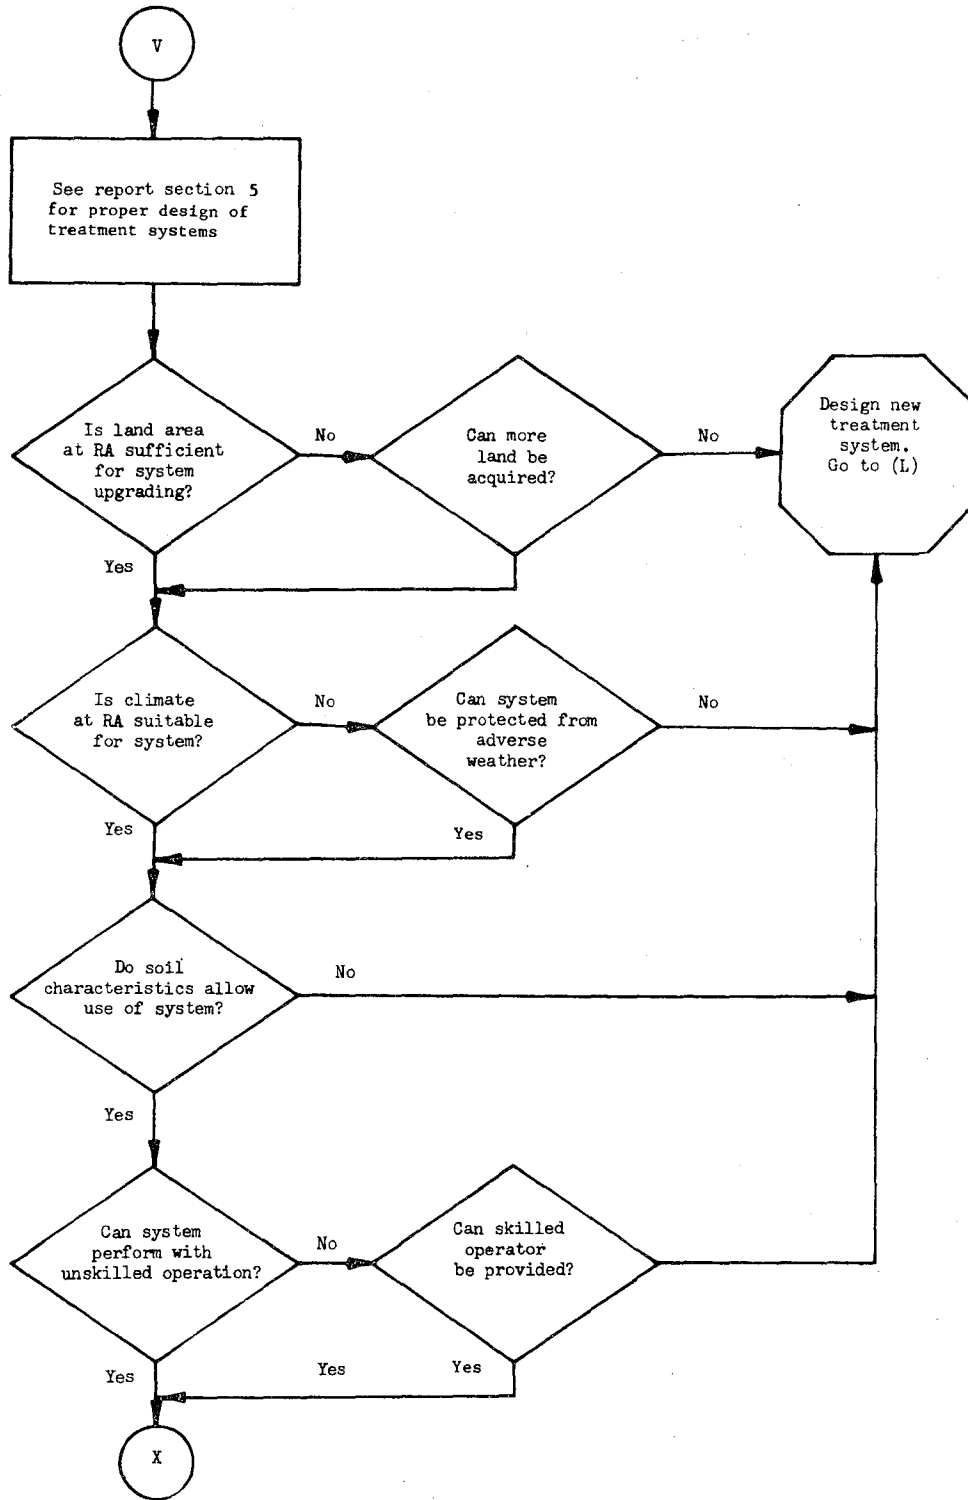 V
See report section 5
for proper design of
treatment systems
Is land area
at RA sufficient
for system
upgrading?
No
Can more
land be
acquired?
No
Design new
treatment
system.
Go to (L)
Yes
Is climate
at RA suitable
for system?
No
Can system
be protected from
adverse
weather?
No
Yes
Yes
Do soil
characteristics allow
use of system?
No
Yes
Can system
perform with
unskilled operation?
No
Can skilled
operator
be provided?
Yes
Yes
Yes
X